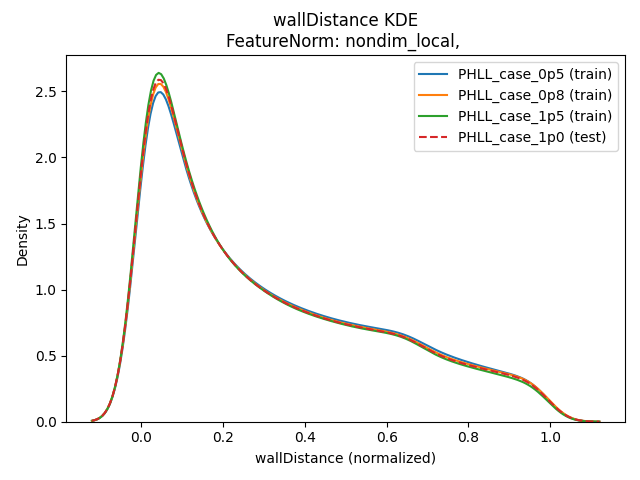 wallDistance KDE
FeatureNorm: nondim_local,
PHLL_case_0p5 (train)
PHLL_case_0p8 (train)
PHLL_case_1p5 (train)
PHLL_case_1p0 (test)
Density
2.5
2.0
1.5
1.0
0.5
0.0
0.0 0.2 0.4 0.6 0.8 1.0
wallDistance (normalized)